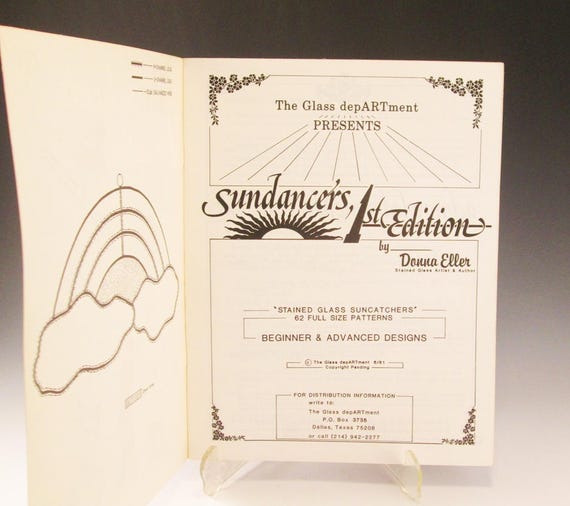 The Glass depARTment
PRESENTS
Sundancers, 1st Edition
by
Donna Eller
Stained Glass Artist & Author
"STAINED GLASS SUNCATCHERS"
62 FULL SIZE PATTERNS
BEGINNER & ADVANCED DESIGNS
© The Glass depARTment 6/81
Copyright Pending
FOR DISTRIBUTION INFORMATION
write to:
The Glass depARTment
P.O. Box 3738
Dallas, Texas 75208
or call (214) 942-2377